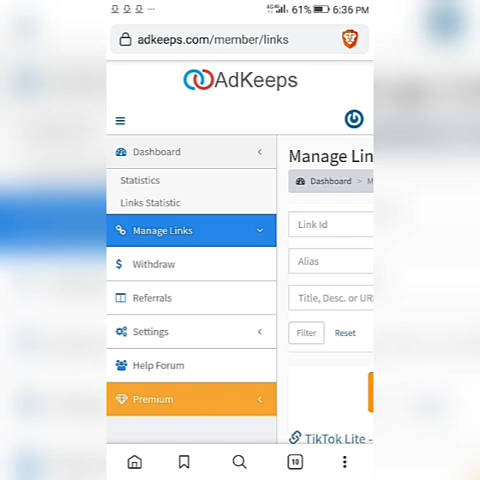 61% 6:36 PM
adkeeps.com/member/links
AdKeeps
Dashboard
Statistics
Links Statistic
Manage Links
Withdraw
Referrals
Settings
Help Forum
Premium
Manage Lin
Dashboard > M
Link Id
Alias
Title, Desc. or UR
Filter Reset
TikTok Lite -
10